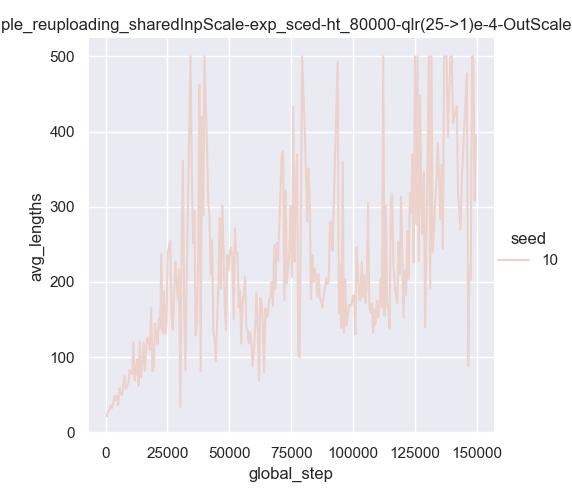 ple_reuploading_sharedInpScale-exp_sced-ht_80000-qlr(25->1)e-4-OutScale
500
400
300
200
100
0
avg_lengths
0 25000 50000 75000 100000 125000 150000
global_step
seed
10